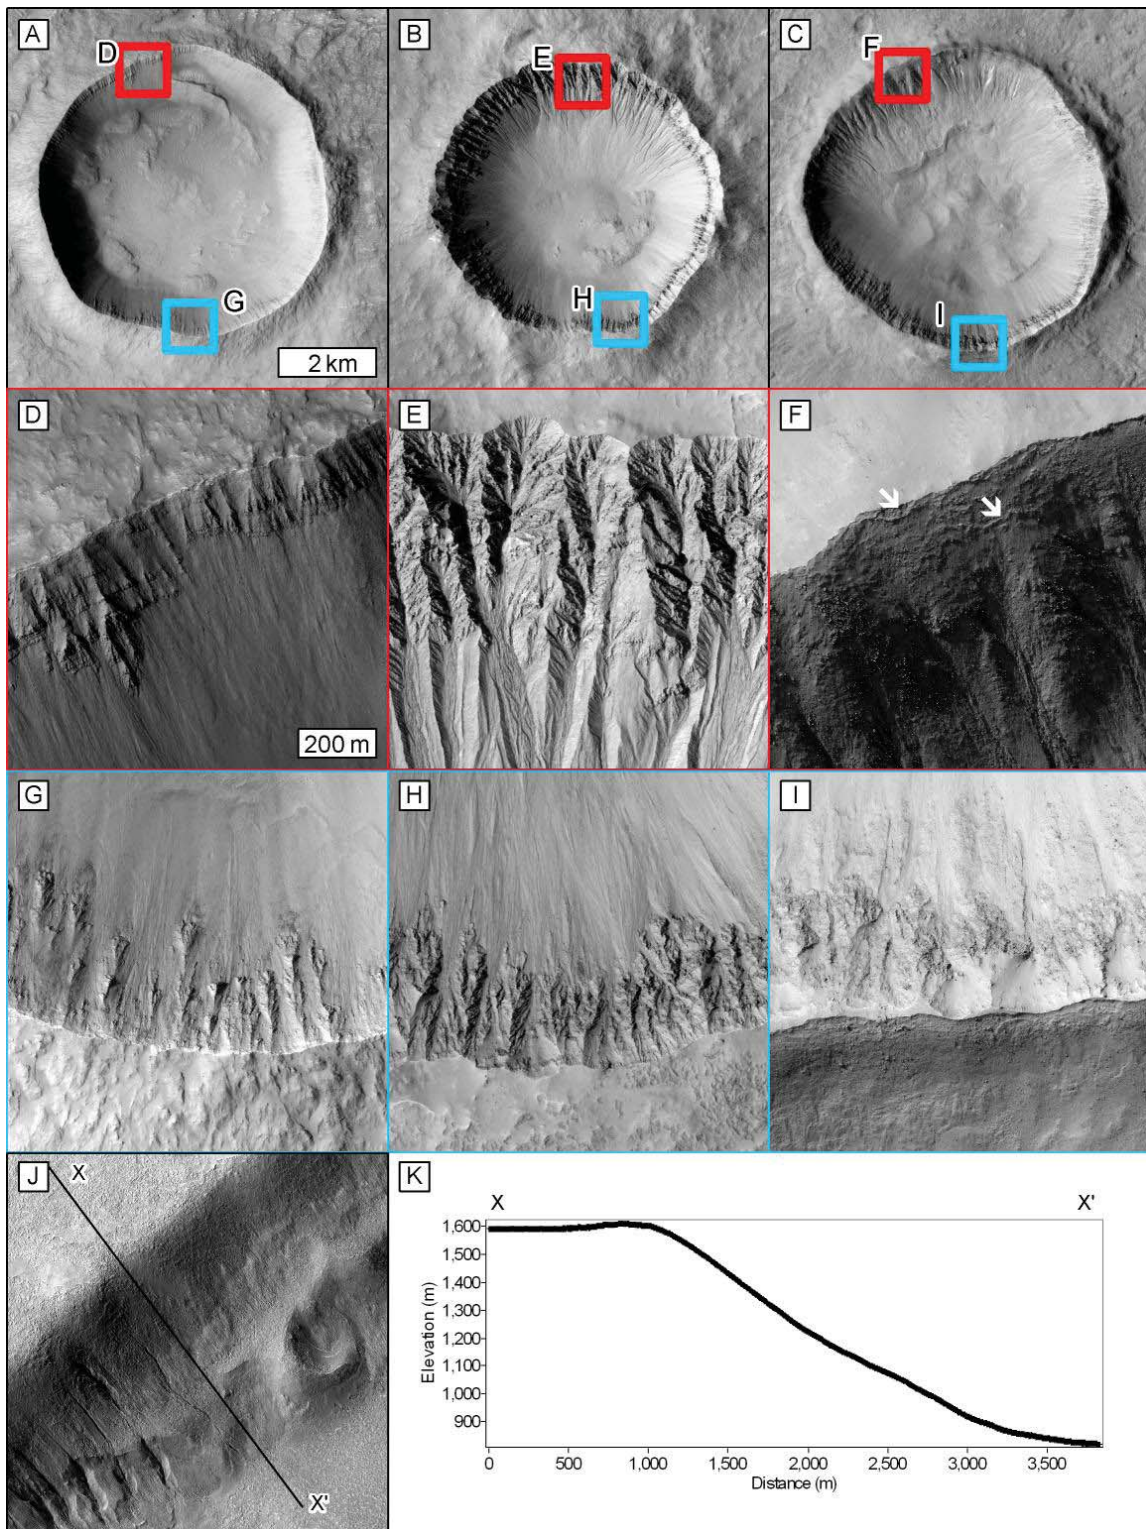 A
D
G
2 km
B
E
H
C
F
I
D
200 m
E
F
G
H
I
J
X
X'
K
X X'
1,600
1,500
1,400
1,300
1,200
1,100
1,000
900
Elevation (m)
0 500 1,000 1,500 2,000 2,500 3,000 3,500
Distance (m)